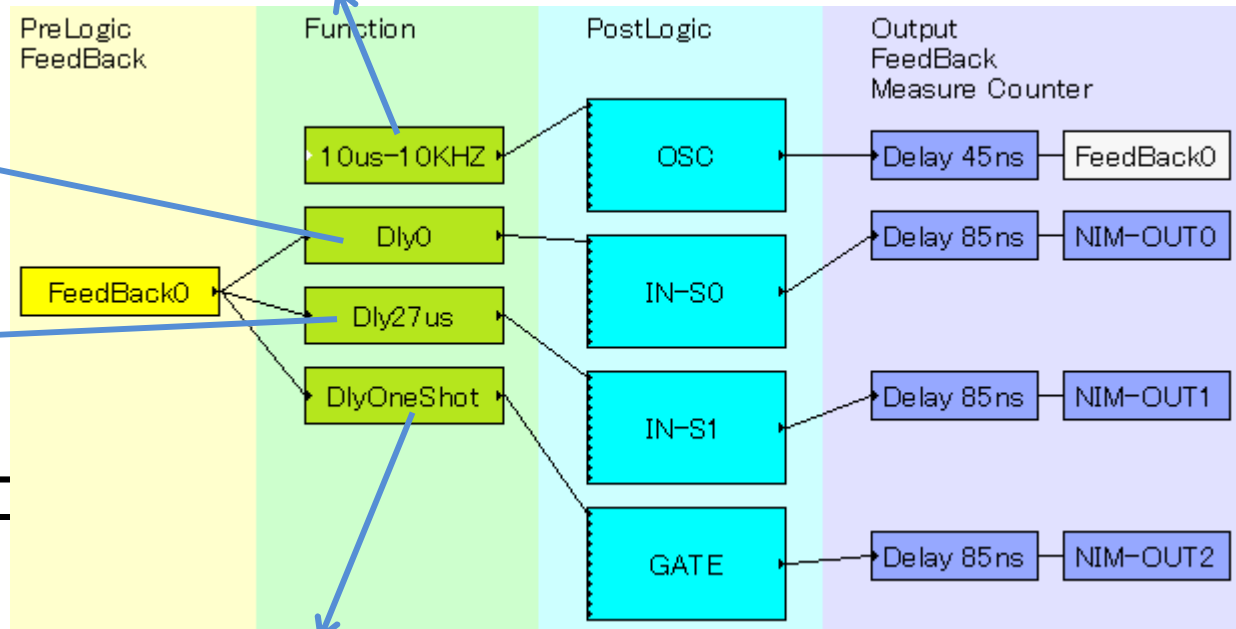 PreLogic
FeedBack
Function
PostLogic
Output
FeedBack
Measure Counter
10us-10KHZ
OSC
Delay 45ns
FeedBack0
Dly0
IN-S0
Delay 85ns
NIM-OUT0
FeedBack0
Dly27us
DlyOneShot
IN-S1
Delay 85ns
NIM-OUT1
GATE
Delay 85ns
NIM-OUT2